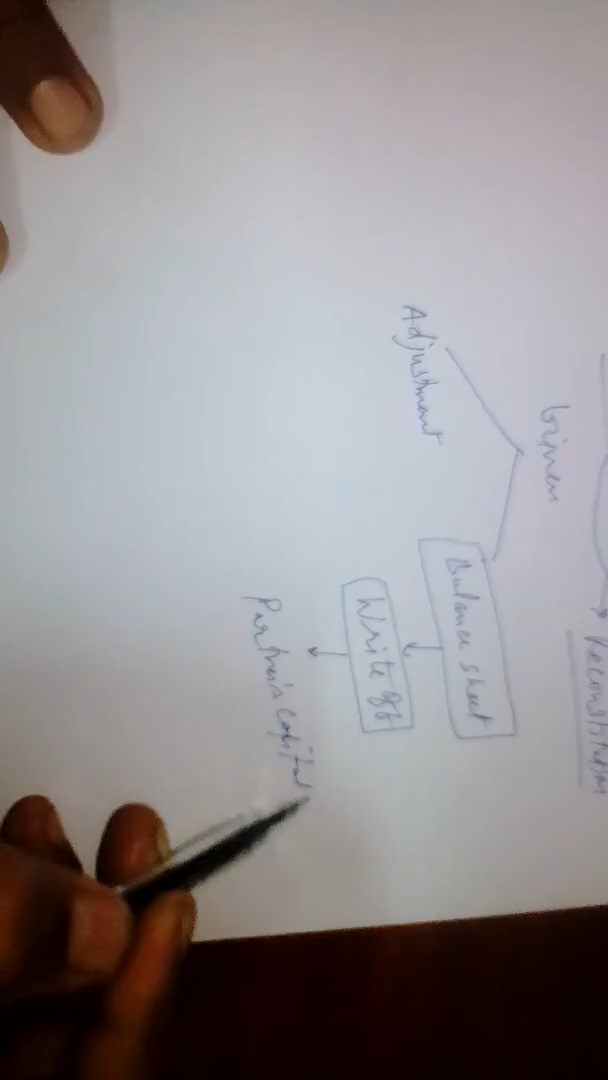 Reconstitution
Given
Adjustment
Balance sheet
Write off
Partner's capital